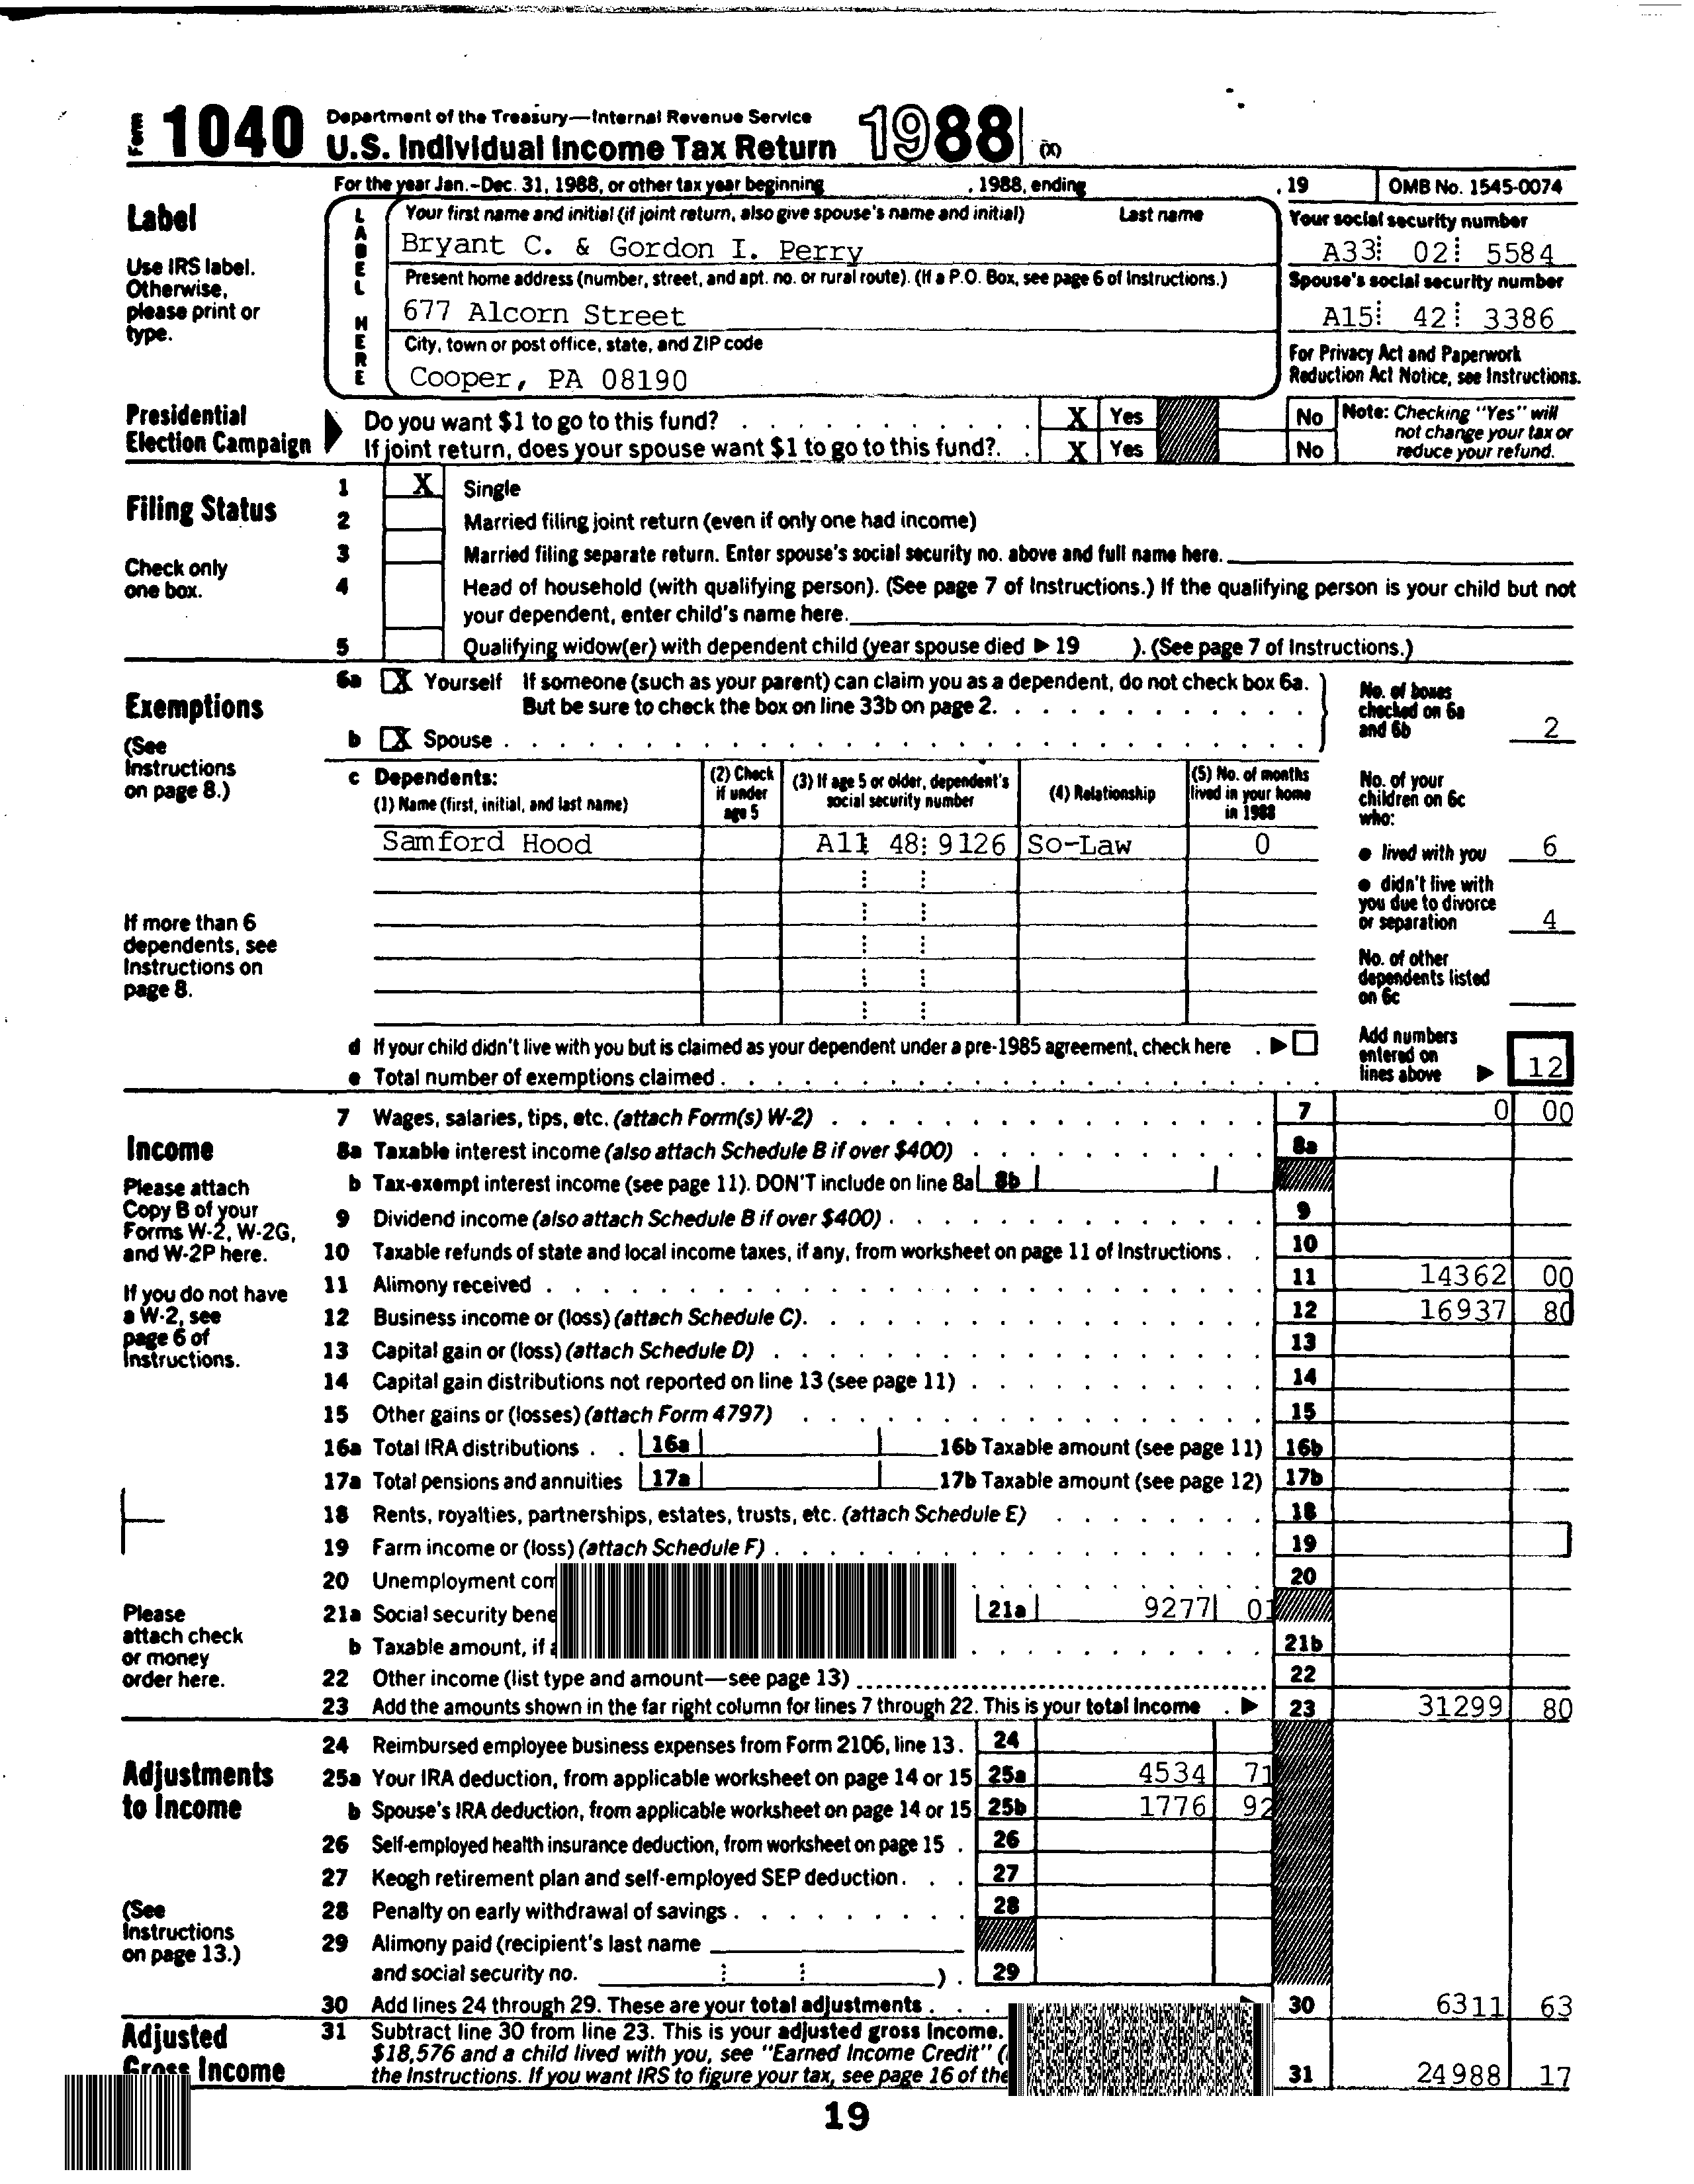 Form 1040 Department of the Treasury—Internal Revenue Service
U.S. Individual Income Tax Return 1988 (X)
For the year Jan.-Dec. 31, 1988, or other tax year beginning , 1988, ending , 19 OMB No. 1545-0074
Label
Use IRS label.
Otherwise,
please print or
type.
LABEL HERE
Your first name and initial (if joint return, also give spouse's name and initial) Last name
Bryant C. & Gordon I. Perry
Present home address (number, street, and apt. no. or rural route). (If a P.O. Box, see page 6 of Instructions.)
677 Alcorn Street
City, town or post office, state, and ZIP code
Cooper, PA 08190
Your social security number
A33 02 5584
Spouse's social security number
A15 42 3386
For Privacy Act and Paperwork
Reduction Act Notice, see Instructions.
Presidential
Election Campaign
Do you want $1 to go to this fund? X Yes No
If joint return, does your spouse want $1 to go to this fund?. X Yes No
Note: Checking "Yes" will
not change your tax or
reduce your refund.
Filing Status
Check only
one box.
1 X Single
2 Married filing joint return (even if only one had income)
3 Married filing separate return. Enter spouse's social security no. above and full name here.
4 Head of household (with qualifying person). (See page 7 of Instructions.) If the qualifying person is your child but not
your dependent, enter child's name here.
5 Qualifying widow(er) with dependent child (year spouse died ▶ 19 ). (See page 7 of Instructions.)
Exemptions
(See
Instructions
on page 8.)
6a X Yourself If someone (such as your parent) can claim you as a dependent, do not check box 6a.
But be sure to check the box on line 33b on page 2.
b X Spouse
No. of boxes
checked on 6a
and 6b 2
c Dependents:
(1) Name (first, initial, and last name)
(2) Check
if under
age 5
(3) If age 5 or older, dependent's
social security number
(4) Relationship
(5) No. of months
lived in your home
in 1988
Samford Hood A11 48 9126 So-Law 0
No. of your
children on 6c
who:
● lived with you 6
● didn't live with
you due to divorce
or separation 4
No. of other
dependents listed
on 6c
If more than 6
dependents, see
Instructions on
page 8.
d If your child didn't live with you but is claimed as your dependent under a pre-1985 agreement, check here ▶
e Total number of exemptions claimed
Add numbers
entered on
lines above ▶ 12
Income
Please attach
Copy B of your
Forms W-2, W-2G,
and W-2P here.
If you do not have
a W-2, see
page 6 of
Instructions.
Please
attach check
or money
order here.
7 Wages, salaries, tips, etc. (attach Form(s) W-2) 7 0 00
8a Taxable interest income (also attach Schedule B if over $400) 8a
b Tax-exempt interest income (see page 11). DON'T include on line 8a 8b
9 Dividend income (also attach Schedule B if over $400) 9
10 Taxable refunds of state and local income taxes, if any, from worksheet on page 11 of Instructions 10
11 Alimony received 11 14362 00
12 Business income or (loss) (attach Schedule C). 12 16937 80
13 Capital gain or (loss) (attach Schedule D) 13
14 Capital gain distributions not reported on line 13 (see page 11) 14
15 Other gains or (losses) (attach Form 4797) 15
16a Total IRA distributions 16a 16b Taxable amount (see page 11) 16b
17a Total pensions and annuities 17a 17b Taxable amount (see page 12) 17b
18 Rents, royalties, partnerships, estates, trusts, etc. (attach Schedule E) 18
19 Farm income or (loss) (attach Schedule F) 19
20 Unemployment com 20
21a Social security bene 21a 9277 01
b Taxable amount, if 21b
22 Other income (list type and amount—see page 13) 22
23 Add the amounts shown in the far right column for lines 7 through 22. This is your total income ▶ 23 31299 80
Adjustments
to Income
(See
Instructions
on page 13.)
24 Reimbursed employee business expenses from Form 2106, line 13. 24
25a Your IRA deduction, from applicable worksheet on page 14 or 15 25a 4534 71
b Spouse's IRA deduction, from applicable worksheet on page 14 or 15 25b 1776 92
26 Self-employed health insurance deduction, from worksheet on page 15 26
27 Keogh retirement plan and self-employed SEP deduction 27
28 Penalty on early withdrawal of savings 28
29 Alimony paid (recipient's last name
and social security no. ) 29
30 Add lines 24 through 29. These are your total adjustments 30 6311 63
Adjusted
Gross Income
31 Subtract line 30 from line 23. This is your adjusted gross income.
$18,576 and a child lived with you, see "Earned Income Credit" (
the Instructions. If you want IRS to figure your tax, see page 16 of the 31 24988 17
19